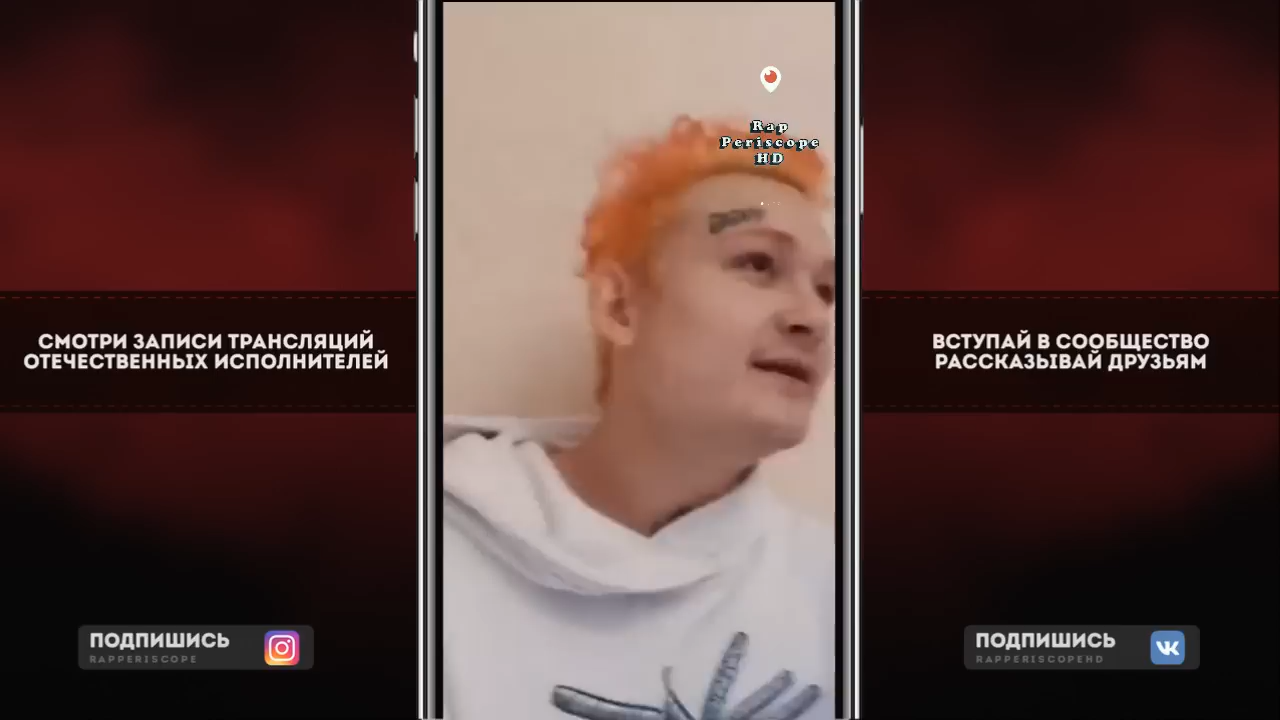 Rap
Periscope
HD
СМОТРИ ЗАПИСИ ТРАНСЛЯЦИЙ
ОТЕЧЕСТВЕННЫХ ИСПОЛНИТЕЛЕЙ
ВСТУПАЙ В СООБЩЕСТВО
РАССКАЗЫВАЙ ДРУЗЬЯМ
ПОДПИШИСЬ
RAPPERISCOPE
ПОДПИШИСЬ
RAPPERISCOPEHD